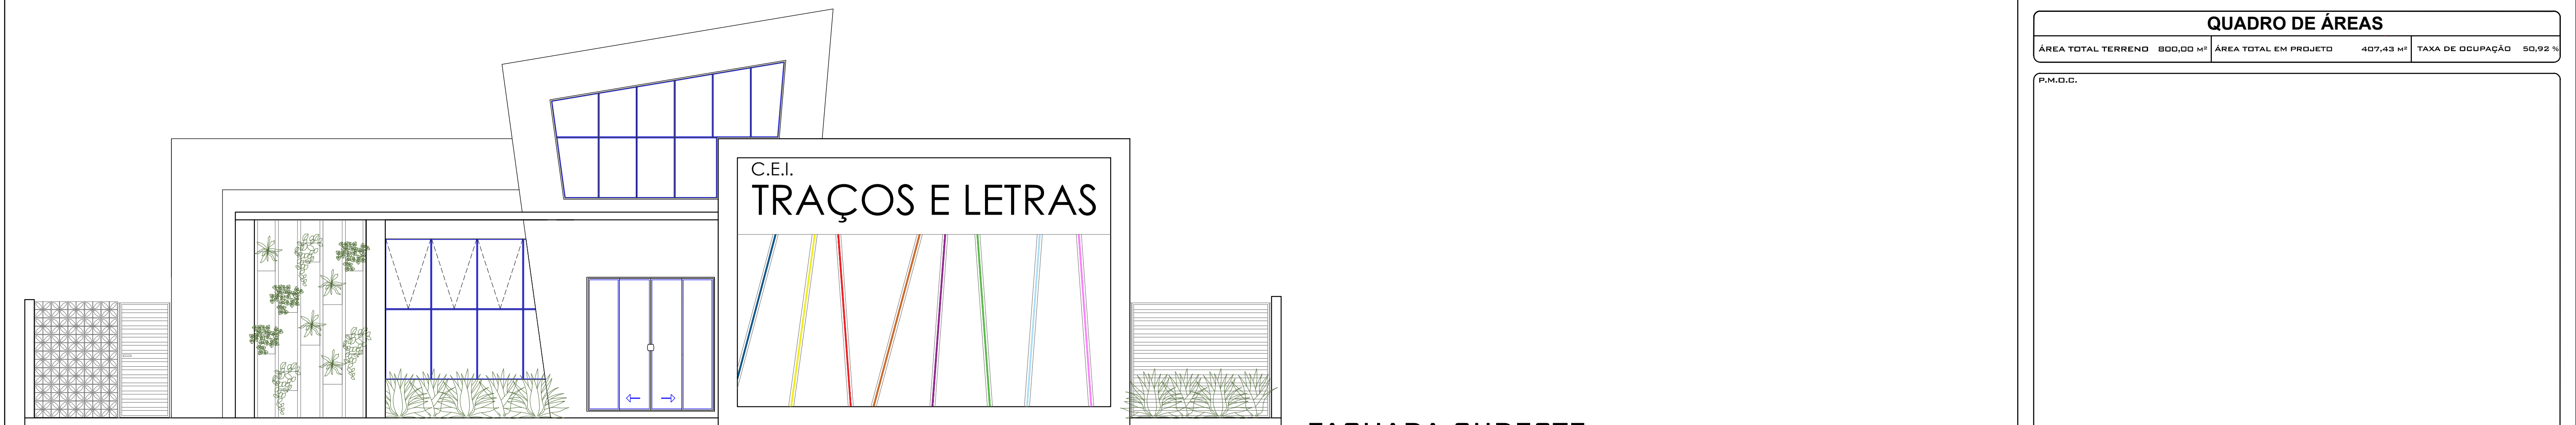 C.E.I.
TRAÇOS E LETRAS
QUADRO DE ÁREAS
ÁREA TOTAL TERRENO 800,00 M² ÁREA TOTAL EM PROJETO 407,43 M² TAXA DE OCUPAÇÃO 50,92 %
P.M.D.C.